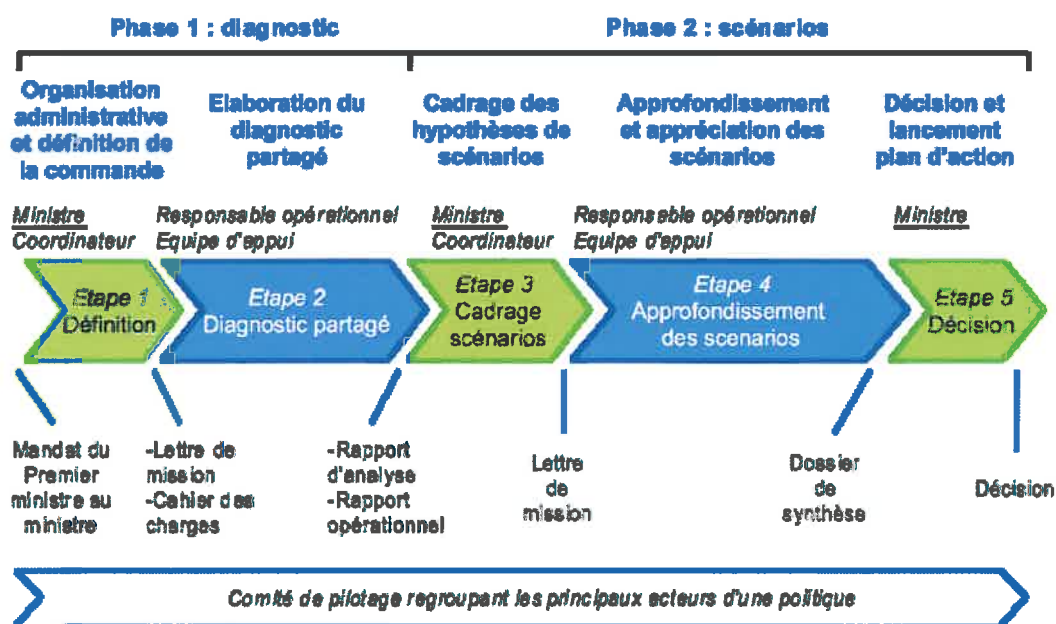 Phase 1 : diagnostic
Phase 2 : scénarios
Organisation
administrative
et définition de
la commande
Elaboration du
diagnostic
partagé
Cadrage des
hypothèses de
scénarios
Approfondissement
et appréciation des
scénarios
Décision et
lancement
plan d'action
Ministre
Coordinateur
Responsable opérationnel
Equipe d'appui
Ministre
Coordinateur
Responsable opérationnel
Equipe d'appui
Ministre
Etape 1
Définition
Etape 2
Diagnostic partagé
Etape 3
Cadrage
scénarios
Etape 4
Approfondissement
des scenarios
Etape 5
Décision
Mandat du
Premier
ministre au
ministre
-Lettre de
mission
-Cahier des
charges
-Rapport
d'analyse
-Rapport
opérationnel
Lettre
de
mission
Dossier
de
synthèse
Décision
Comité de pilotage regroupant les principaux acteurs d'une politique